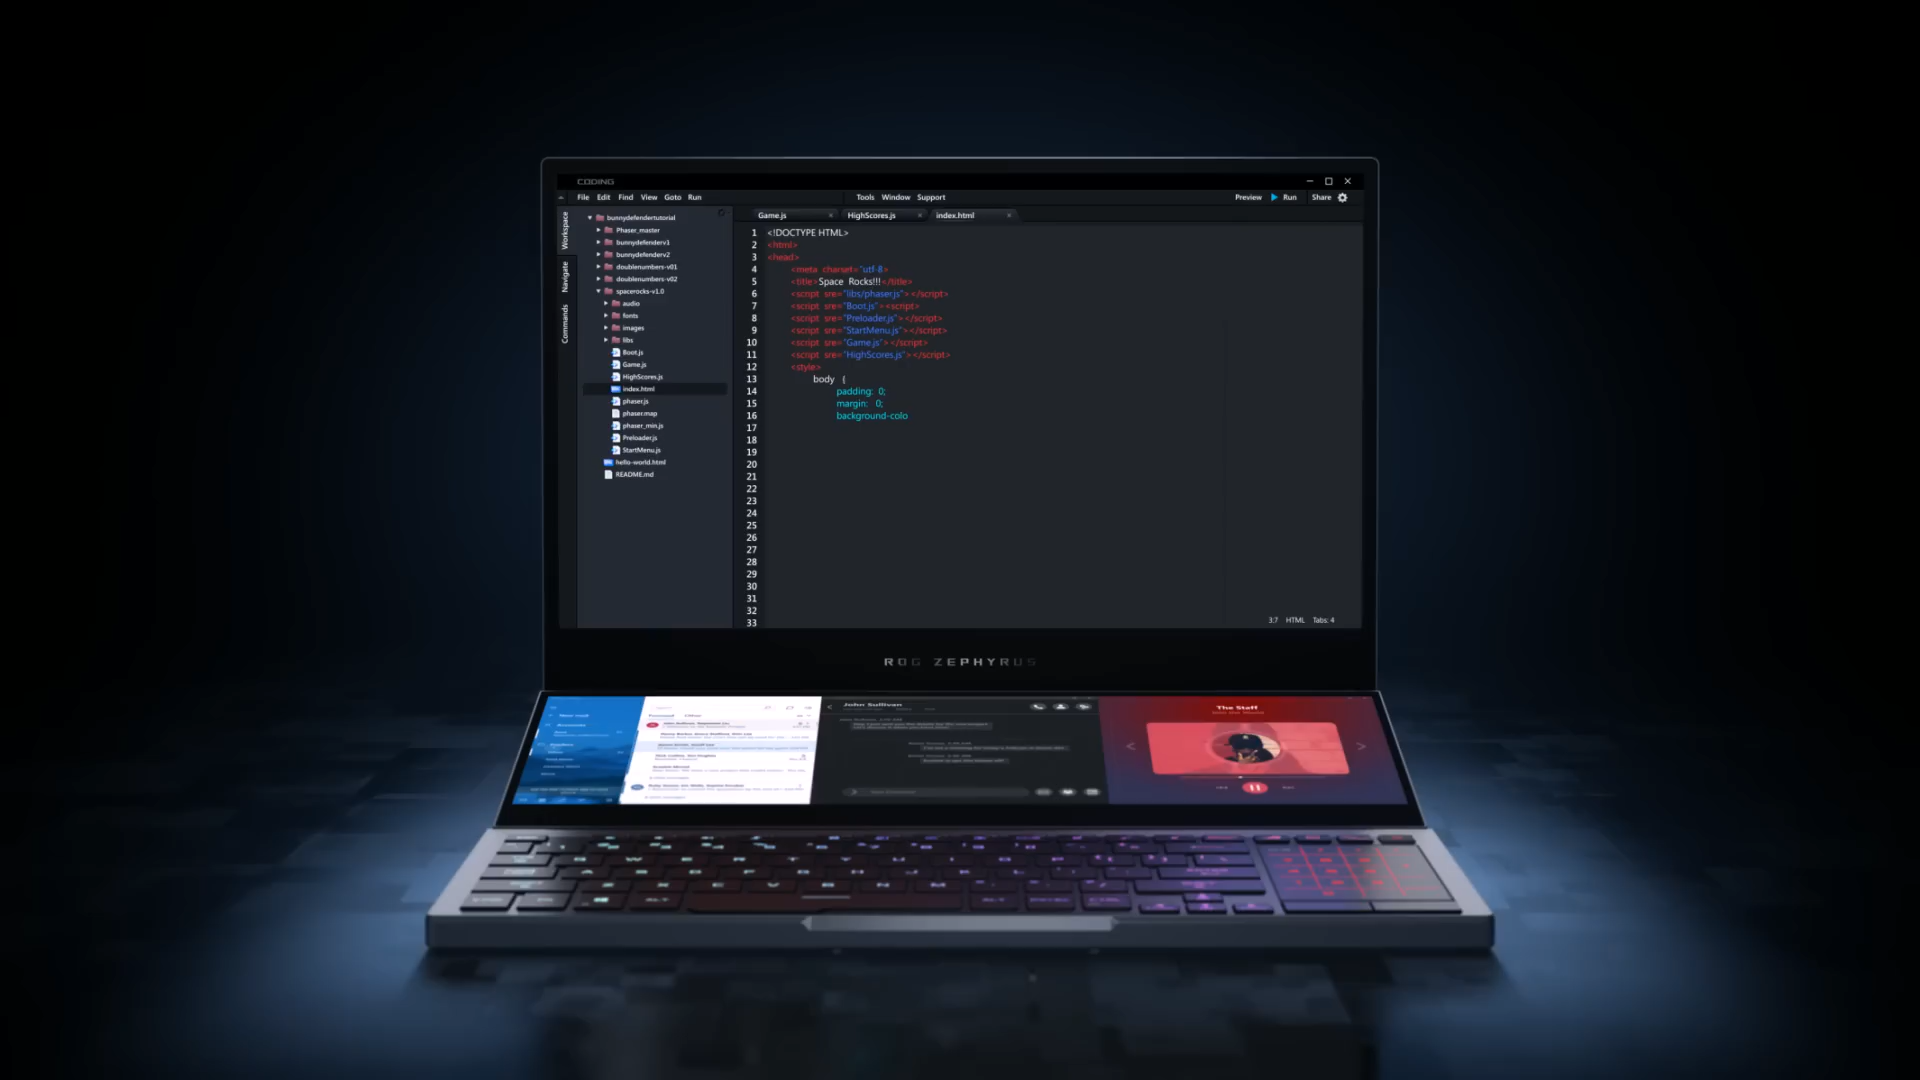 CODING
File Edit Find View Goto Run Tools Window Support Preview Run Share
Workspace
Navigate
Commands
bunnydefendertutorial
Phaser_master
bunnydefenderv1
bunnydefenderv2
doublenumbers-v01
doublenumbers-v02
spacerocks-v1.0
audio
fonts
images
libs
Boot.js
Game.js
HighScores.js
index.html
phaser.js
phaser.map
phaser_min.js
Preloader.js
StartMenu.js
hello-world.html
README.md
Game.js HighScores.js index.html
1 <!DOCTYPE HTML>
2 <html>
3 <head>
4 <meta charset="utf-8>
5 <title>Space Rocks!!!</title>
6 <script sre="libs/phaser.js"></script>
7 <script sre="Boot.js"><script>
8 <script sre="Preloader.js"></script>
9 <script sre="StartMenu.js"></script>
10 <script sre="Game.js"></script>
11 <script sre="HighScores.js"></script>
12 <style>
13 body {
14 padding: 0;
15 margin: 0;
16 background-colo
17
18
19
20
21
22
23
24
25
26
27
28
29
30
31
32
33
3:7 HTML Tabs: 4
ROG ZEPHYRUS
John Sullivan
The Staff